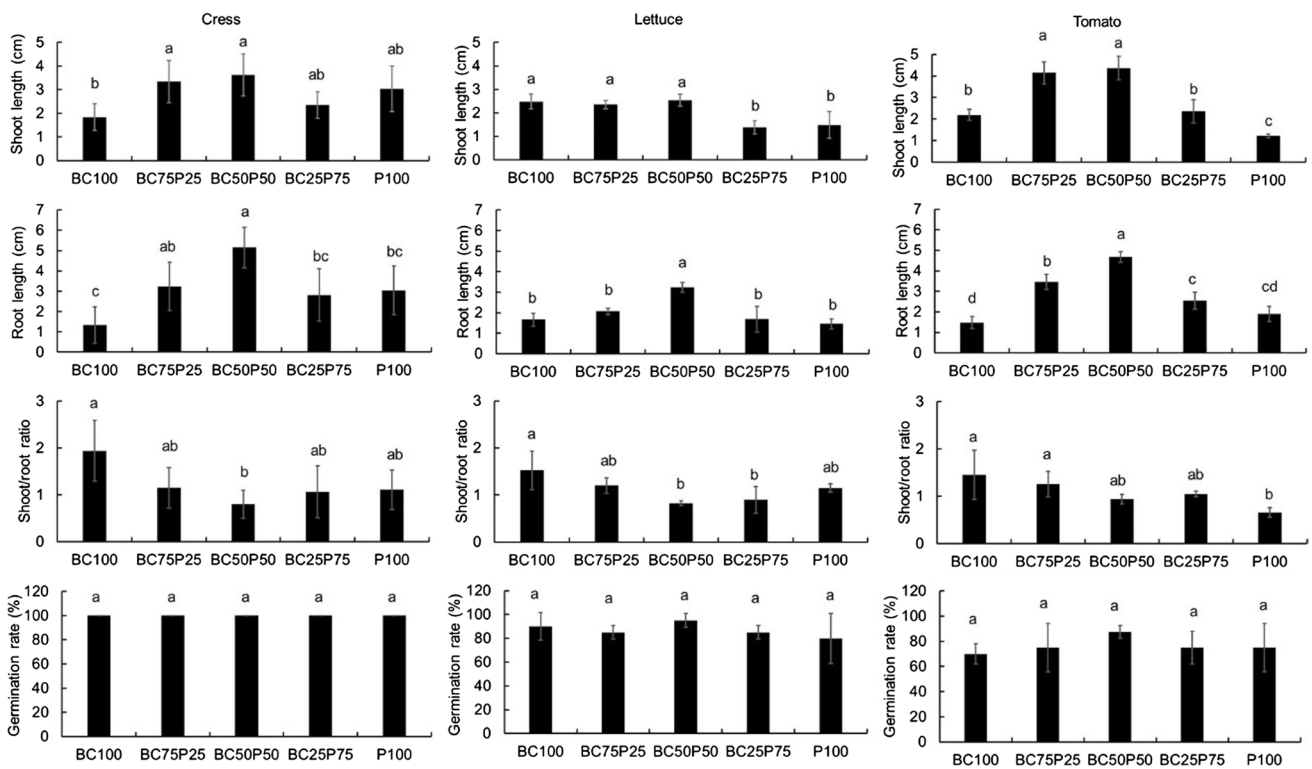 Cress
Shoot length (cm)
5
4
3
2
1
0
b
a
a
ab
ab
BC100 BC75P25 BC50P50 BC25P75 P100
Lettuce
Shoot length (cm)
5
4
3
2
1
0
a
a
a
b
b
BC100 BC75P25 BC50P50 BC25P75 P100
Tomato
Shoot length (cm)
5
4
3
2
1
0
b
a
a
b
c
BC100 BC75P25 BC50P50 BC25P75 P100
Root length (cm)
7
6
5
4
3
2
1
0
c
ab
a
bc
bc
BC100 BC75P25 BC50P50 BC25P75 P100
Root length (cm)
7
6
5
4
3
2
1
0
b
b
a
b
b
BC100 BC75P25 BC50P50 BC25P75 P100
Root length (cm)
7
6
5
4
3
2
1
0
d
b
a
c
cd
BC100 BC75P25 BC50P50 BC25P75 P100
Shoot/root ratio
3
2
1
0
a
ab
b
ab
ab
BC100 BC75P25 BC50P50 BC25P75 P100
Shoot/root ratio
3
2
1
0
a
ab
b
b
ab
BC100 BC75P25 BC50P50 BC25P75 P100
Shoot/root ratio
3
2
1
0
a
a
ab
ab
b
BC100 BC75P25 BC50P50 BC25P75 P100
Germination rate (%)
120
100
80
60
40
20
0
a
a
a
a
a
BC100 BC75P25 BC50P50 BC25P75 P100
Germination rate (%)
120
100
80
60
40
20
0
a
a
a
a
a
BC100 BC75P25 BC50P50 BC25P75 P100
Germination rate (%)
120
100
80
60
40
20
0
a
a
a
a
a
BC100 BC75P25 BC50P50 BC25P75 P100